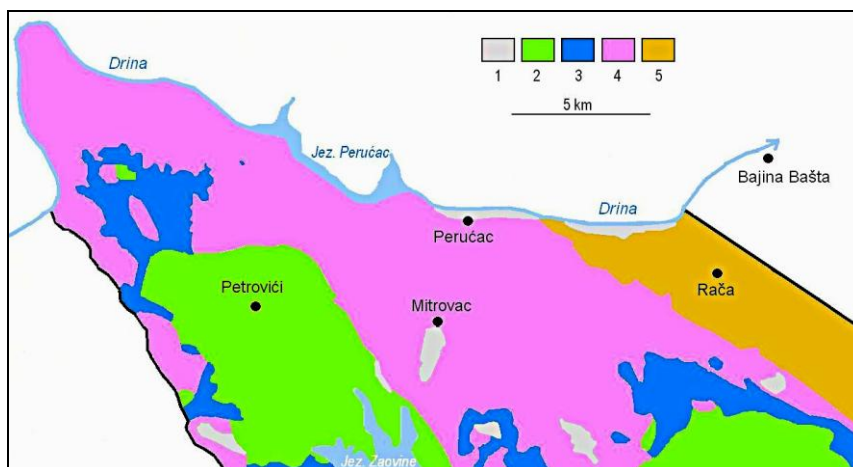 Drina
1 2 3 4 5
5 km
Jez. Perućac
Bajina Bašta
Drina
Perućac
Rača
Petrovići
Mitrovac
Jez. Zaovine